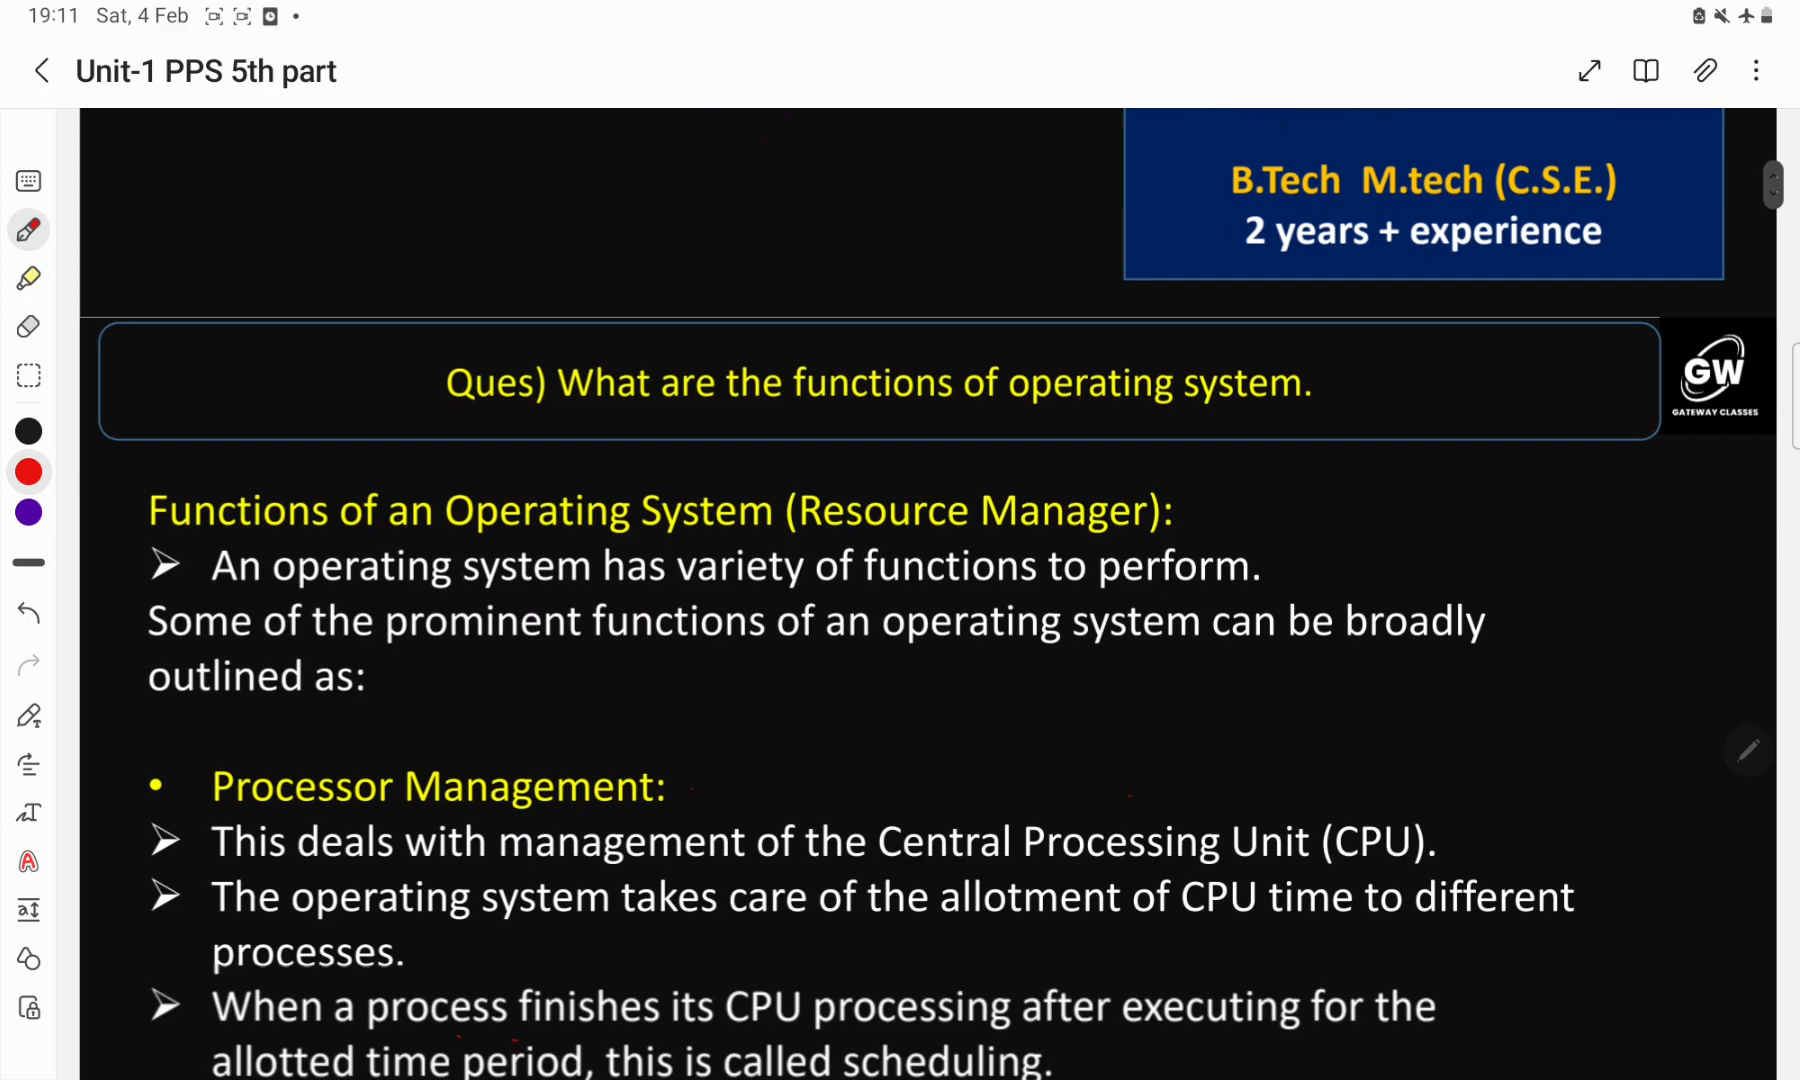 19:11 Sat, 4 Feb
Unit-1 PPS 5th part
B.Tech M.tech (C.S.E.)
2 years + experience
Ques) What are the functions of operating system.
GW
GATEWAY CLASSES
Functions of an Operating System (Resource Manager):
➢ An operating system has variety of functions to perform.
Some of the prominent functions of an operating system can be broadly
outlined as:
• Processor Management:
➢ This deals with management of the Central Processing Unit (CPU).
➢ The operating system takes care of the allotment of CPU time to different
processes.
➢ When a process finishes its CPU processing after executing for the
allotted time period, this is called scheduling.